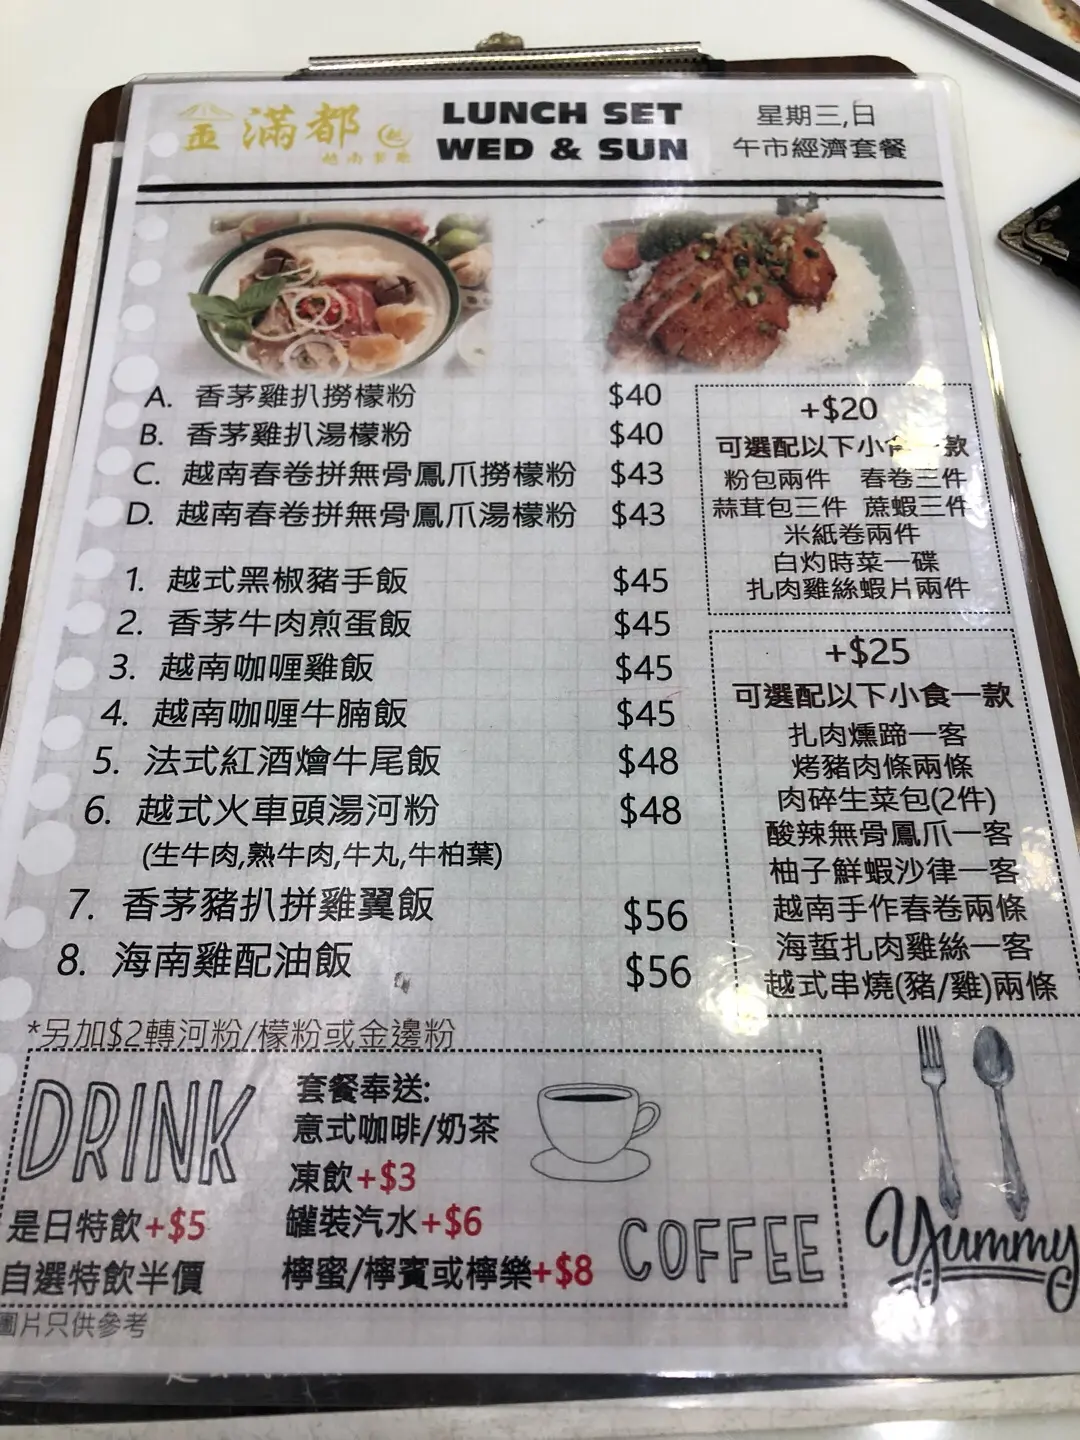 金滿都
越南餐廳
LUNCH SET
WED & SUN
星期三,日
午市經濟套餐
A. 香茅雞扒撈檬粉 $40
B. 香茅雞扒湯檬粉 $40
C. 越南春卷拼無骨鳳爪撈檬粉 $43
D. 越南春卷拼無骨鳳爪湯檬粉 $43
1. 越式黑椒豬手飯 $45
2. 香茅牛肉煎蛋飯 $45
3. 越南咖喱雞飯 $45
4. 越南咖喱牛腩飯 $45
5. 法式紅酒燴牛尾飯 $48
6. 越式火車頭湯河粉 $48
(生牛肉,熟牛肉,牛丸,牛柏葉)
7. 香茅豬扒拼雞翼飯 $56
8. 海南雞配油飯 $56
*另加$2轉河粉/檬粉或金邊粉
+$20
可選配以下小食一款
粉包兩件 春卷三件
蒜茸包三件 蔗蝦三件
米紙卷兩件
白灼時菜一碟
扎肉雞絲蝦片兩件
+$25
可選配以下小食一款
扎肉燻蹄一客
烤豬肉條兩條
肉碎生菜包(2件)
酸辣無骨鳳爪一客
柚子鮮蝦沙律一客
越南手作春卷兩條
海蜇扎肉雞絲一客
越式串燒(豬/雞)兩條
DRINK
是日特飲+$5
自選特飲半價
套餐奉送:
意式咖啡/奶茶
凍飲+$3
罐裝汽水+$6
檸蜜/檸賓或檸樂+$8
COFFEE
Yummy
圖片只供參考